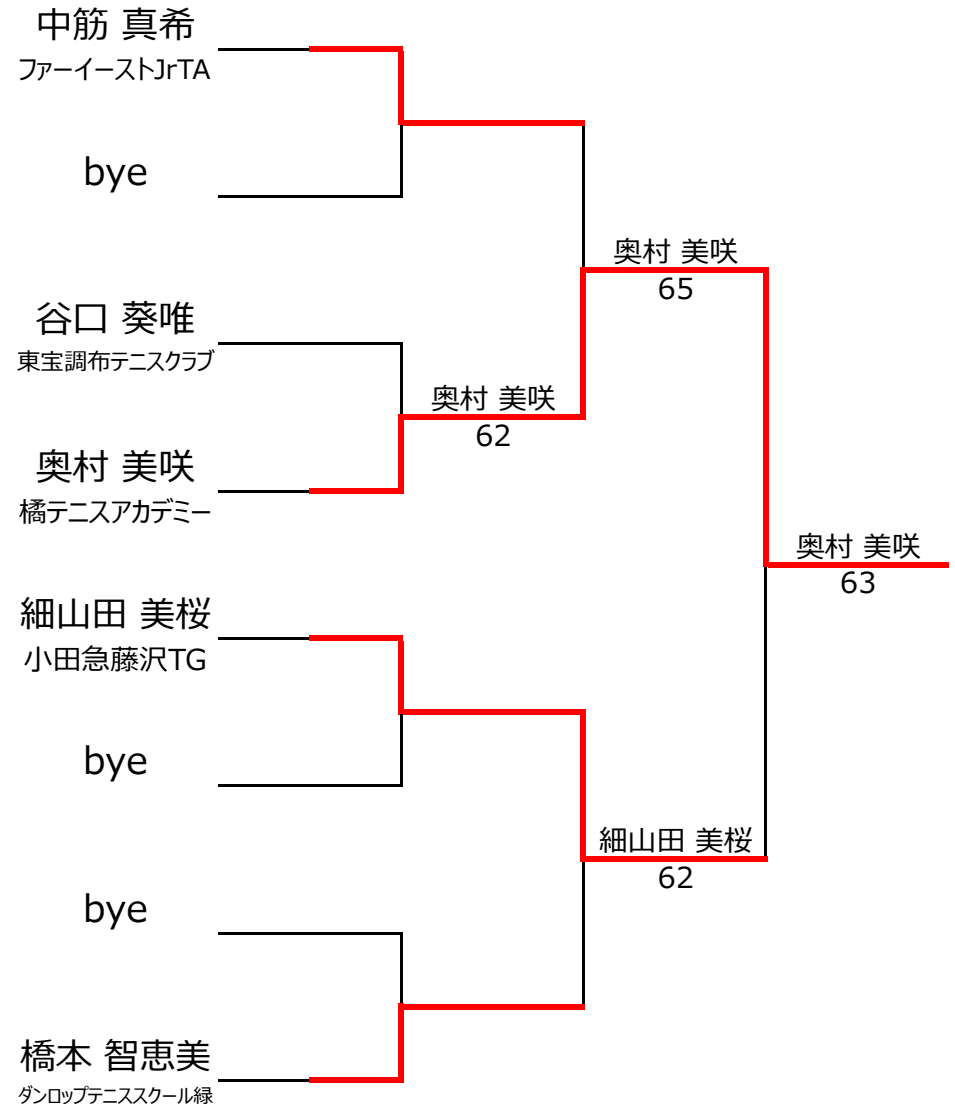 中筋 真希
ファーイーストJrTA
bye
谷口 葵唯
東宝調布テニスクラブ
奥村 美咲
橘テニスアカデミー
細山田 美桜
小田急藤沢TG
bye
bye
橋本 智恵美
ダンロップテニススクール緑
奥村 美咲
62
奥村 美咲
65
細山田 美桜
62
奥村 美咲
63